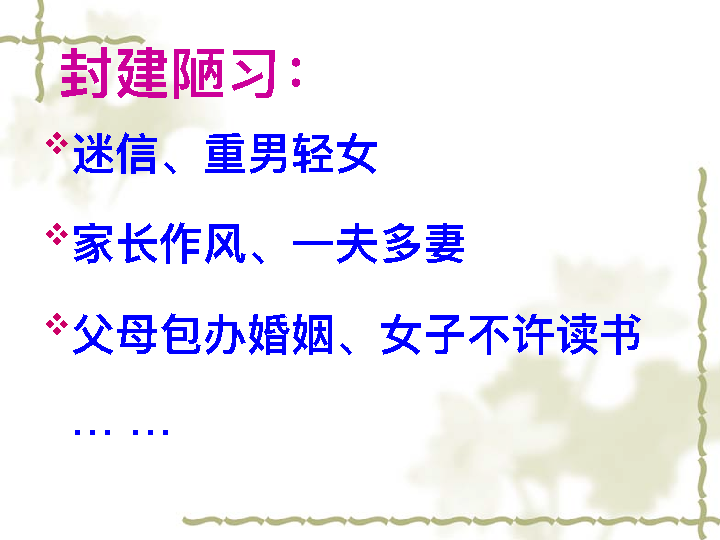 封建陋习：
迷信、重男轻女
家长作风、一夫多妻
父母包办婚姻、女子不许读书
… …